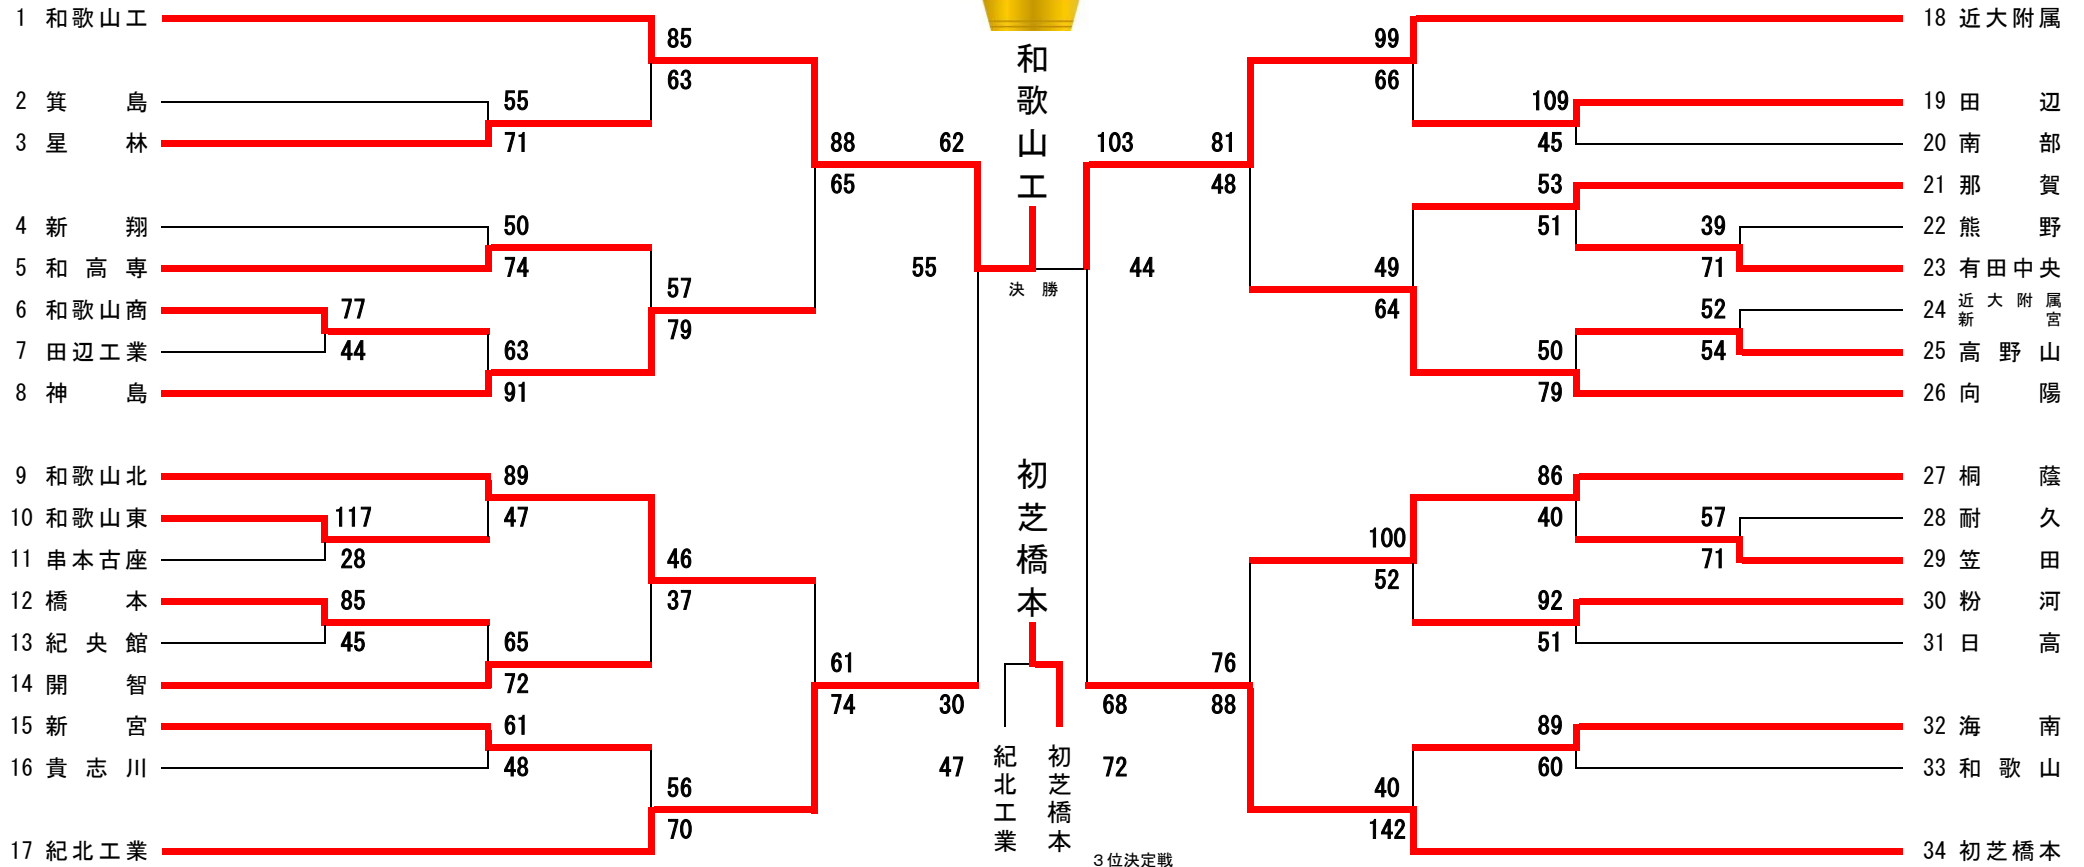 1 和歌山工
85
63
2 箕島
55
3 星林
71
88
62
65
4 新翔
50
5 和高専
74
57
79
6 和歌山商
77
7 田辺工業
44
63
8 神島
91
9 和歌山北
89
10 和歌山東
117
47
11 串本古座
28
46
37
12 橋本
85
13 紀央館
45
65
14 開智
72
61
74
30
15 新宮
61
16 貴志川
48
56
70
17 紀北工業
和歌山工
55
44
決勝
初芝橋本
47
72
紀北工業
初芝橋本
3位決定戦
18 近大附属
99
66
109
19 田辺
45
20 南部
103
81
48
53
21 那賀
51
39
22 熊野
71
23 有田中央
49
64
52
24 近大附属新宮
50
54
25 高野山
79
26 向陽
86
27 桐蔭
40
57
28 耐久
71
29 笠田
100
52
92
30 粉河
51
31 日高
76
68
88
89
32 海南
60
33 和歌山
40
142
34 初芝橋本